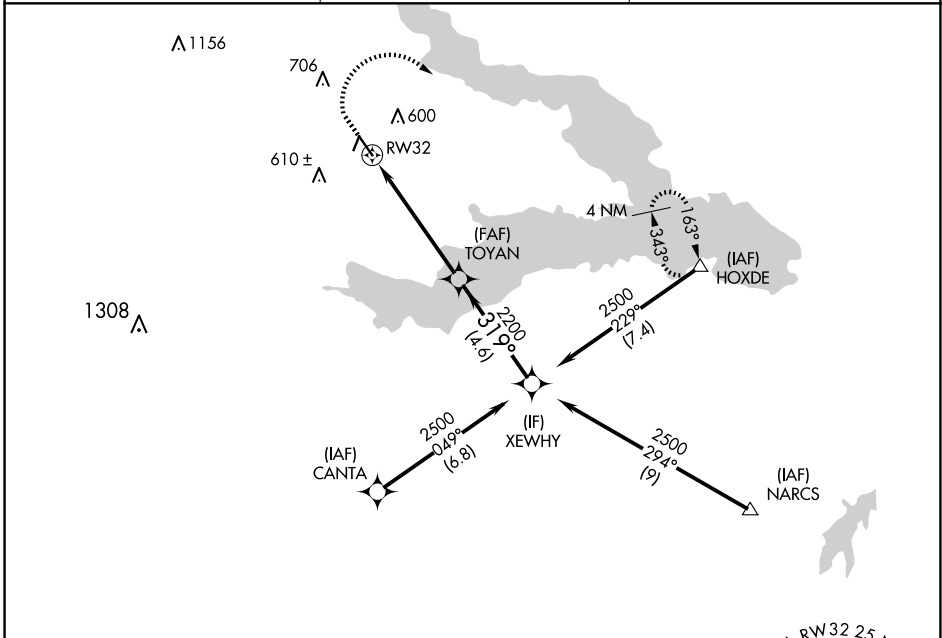 1156
706
600
RW32
610 ±
4 NM
163°
343°
(FAF)
TOYAN
(IAF)
HOXDE
1308
2500
229°
(7.4)
2200
319°
(4.6)
(IF)
XEWHY
2500
049°
(6.8)
(IAF)
CANTA
2500
294°
(9)
(IAF)
NARCS
RW32 25